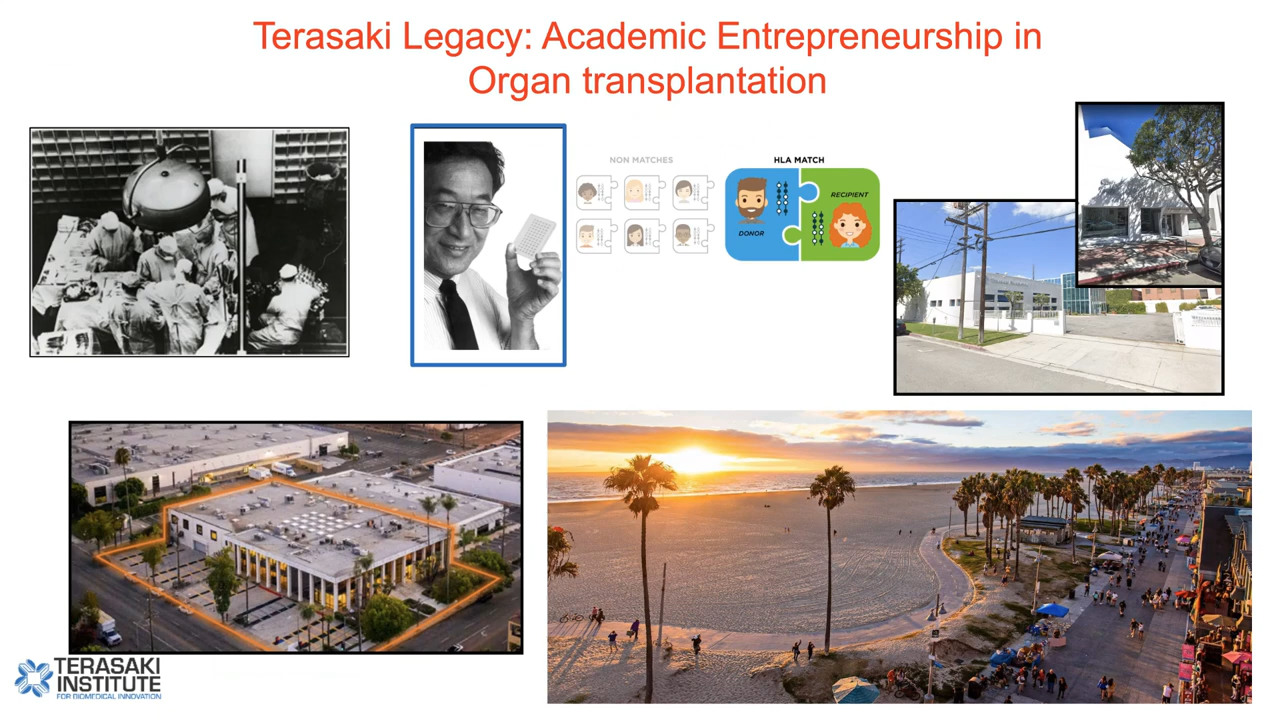 Terasaki Legacy: Academic Entrepreneurship in
Organ transplantation
NON MATCHES
HLA MATCH
DONOR
RECIPIENT
TERASAKI
INSTITUTE
FOR BIOMEDICAL INNOVATION